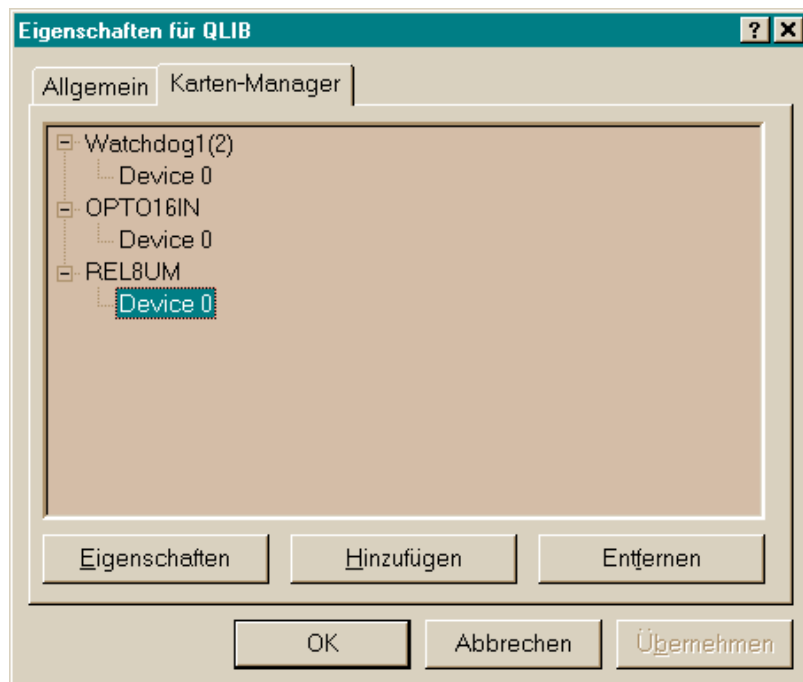 Eigenschaften für QLIB
Allgemein Karten-Manager
Watchdog1(2)
Device 0
OPTO16IN
Device 0
REL8UM
Device 0
Eigenschaften Hinzufügen Entfernen
OK Abbrechen Übernehmen